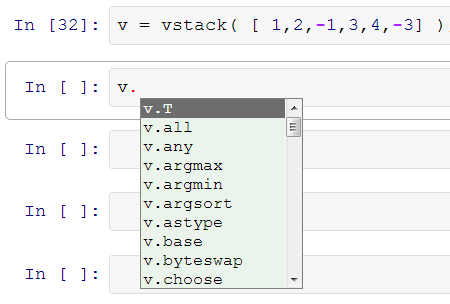 In [32]: v = vstack( [ 1,2,-1,3,4,-3] )
In [ ]: v.
v.T
v.all
v.any
v.argmax
v.argmin
v.argsort
v.astype
v.base
v.byteswap
v.choose
In [ ]:
In [ ]:
In [ ]: